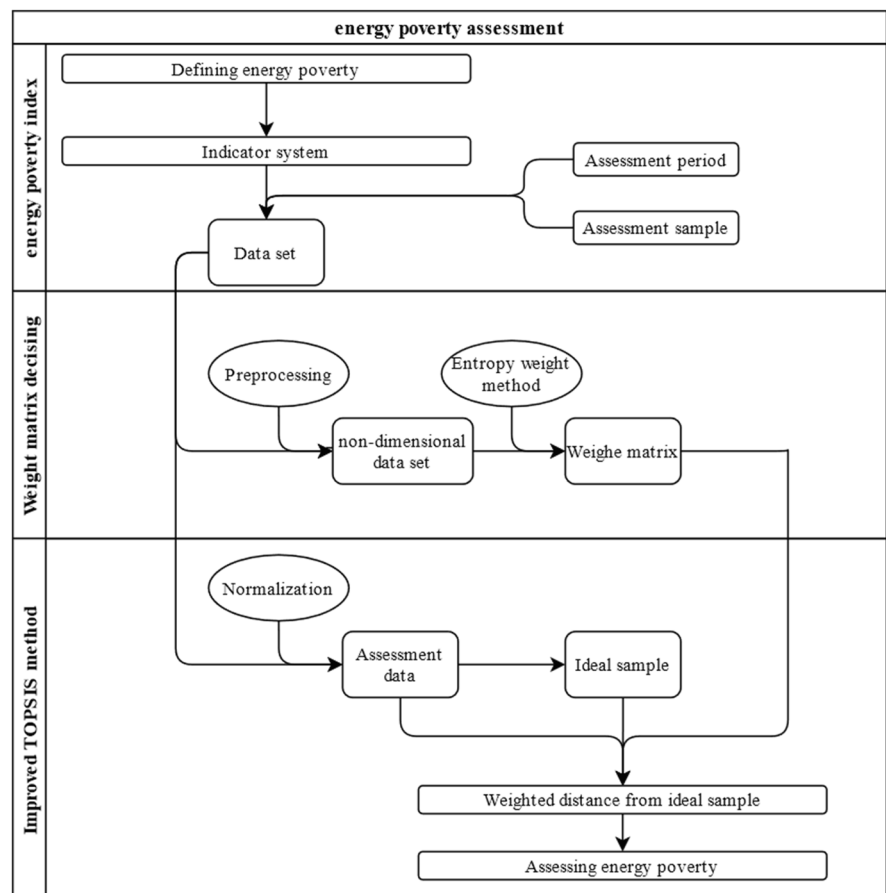 energy poverty assessment
energy poverty index
Defining energy poverty
Indicator system
Assessment period
Assessment sample
Data set
Weight matrix decising
Preprocessing
Entropy weight
method
non-dimensional
data set
Weighe matrix
Improved TOPSIS method
Normalization
Assessment
data
Ideal sample
Weighted distance from ideal sample
Assessing energy poverty